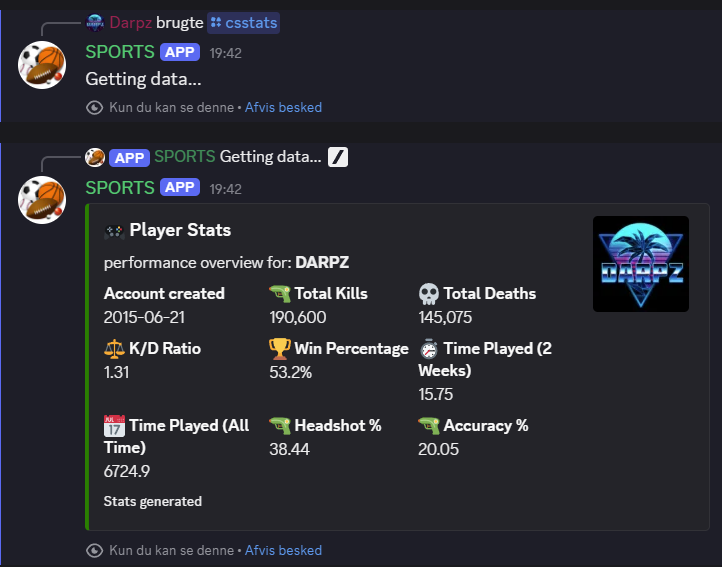 Darpz brugte csstats
SPORTS APP 19:42
Getting data...
Kun du kan se denne • Afvis besked
APP SPORTS Getting data...
SPORTS APP 19:42
Player Stats
performance overview for: DARPZ
DARPZ
Account created
2015-06-21
Total Kills
190,600
Total Deaths
145,075
K/D Ratio
1.31
Win Percentage
53.2%
Time Played (2
Weeks)
15.75
JUL
17
Time Played (All
Time)
6724.9
Headshot %
38.44
Accuracy %
20.05
Stats generated
Kun du kan se denne • Afvis besked